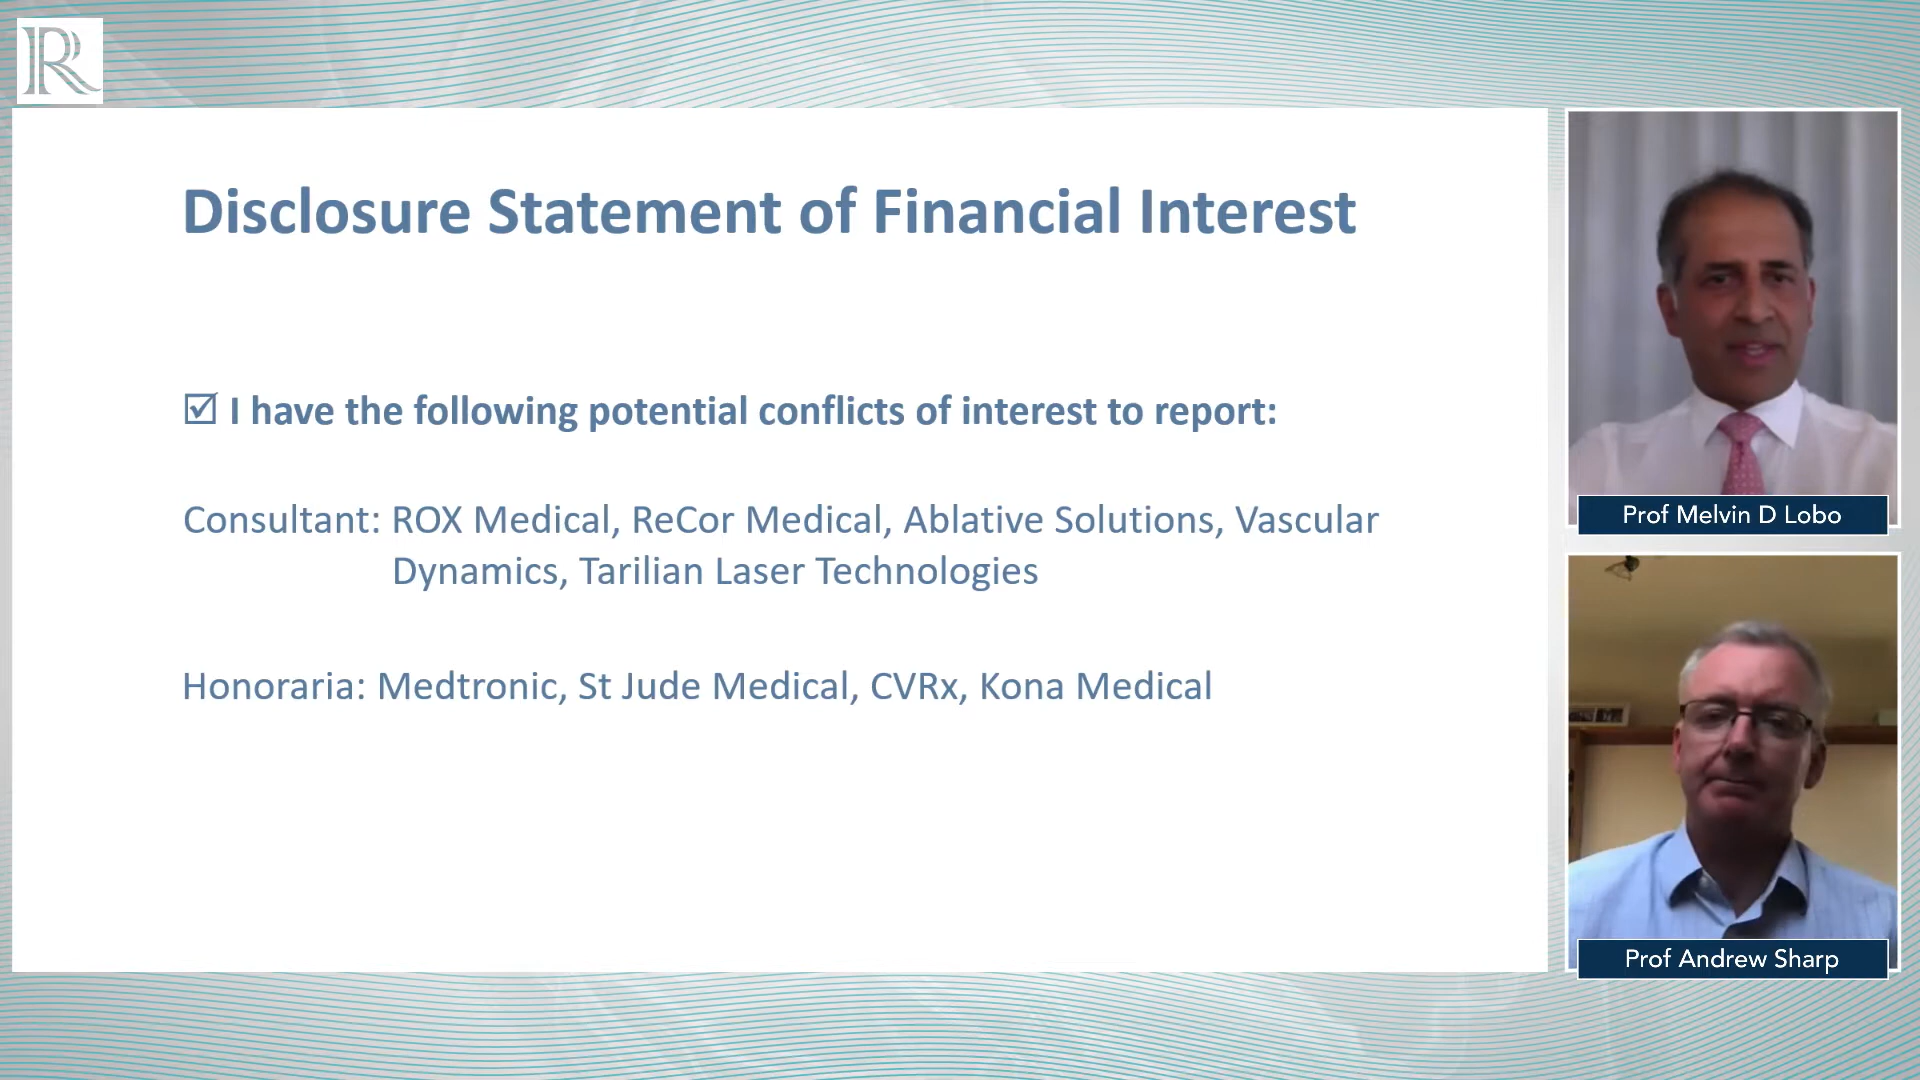 R
Disclosure Statement of Financial Interest
☑ I have the following potential conflicts of interest to report:
Consultant: ROX Medical, ReCor Medical, Ablative Solutions, Vascular
Dynamics, Tarilian Laser Technologies
Honoraria: Medtronic, St Jude Medical, CVRx, Kona Medical
Prof Melvin D Lobo
Prof Andrew Sharp